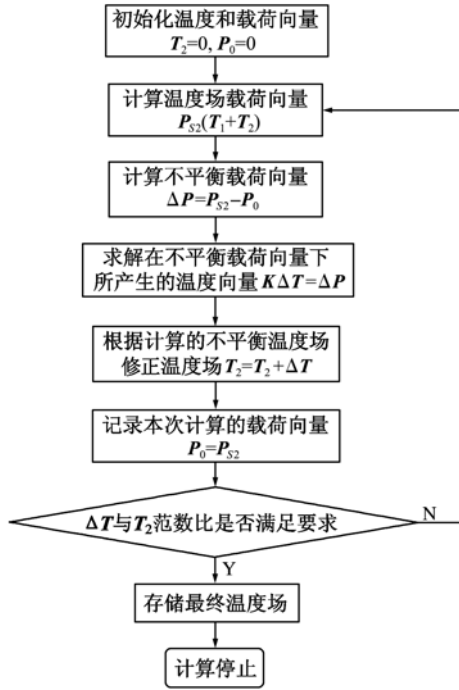 初始化温度和载荷向量
T2=0, P0=0
计算温度场载荷向量
PS2(T1+T2)
计算不平衡载荷向量
ΔP=PS2−P0
求解在不平衡载荷向量下
所产生的温度向量KΔT=ΔP
根据计算的不平衡温度场
修正温度场T2=T2+ΔT
记录本次计算的载荷向量
P0=PS2
ΔT与T2范数比是否满足要求
N
Y
存储最终温度场
计算停止